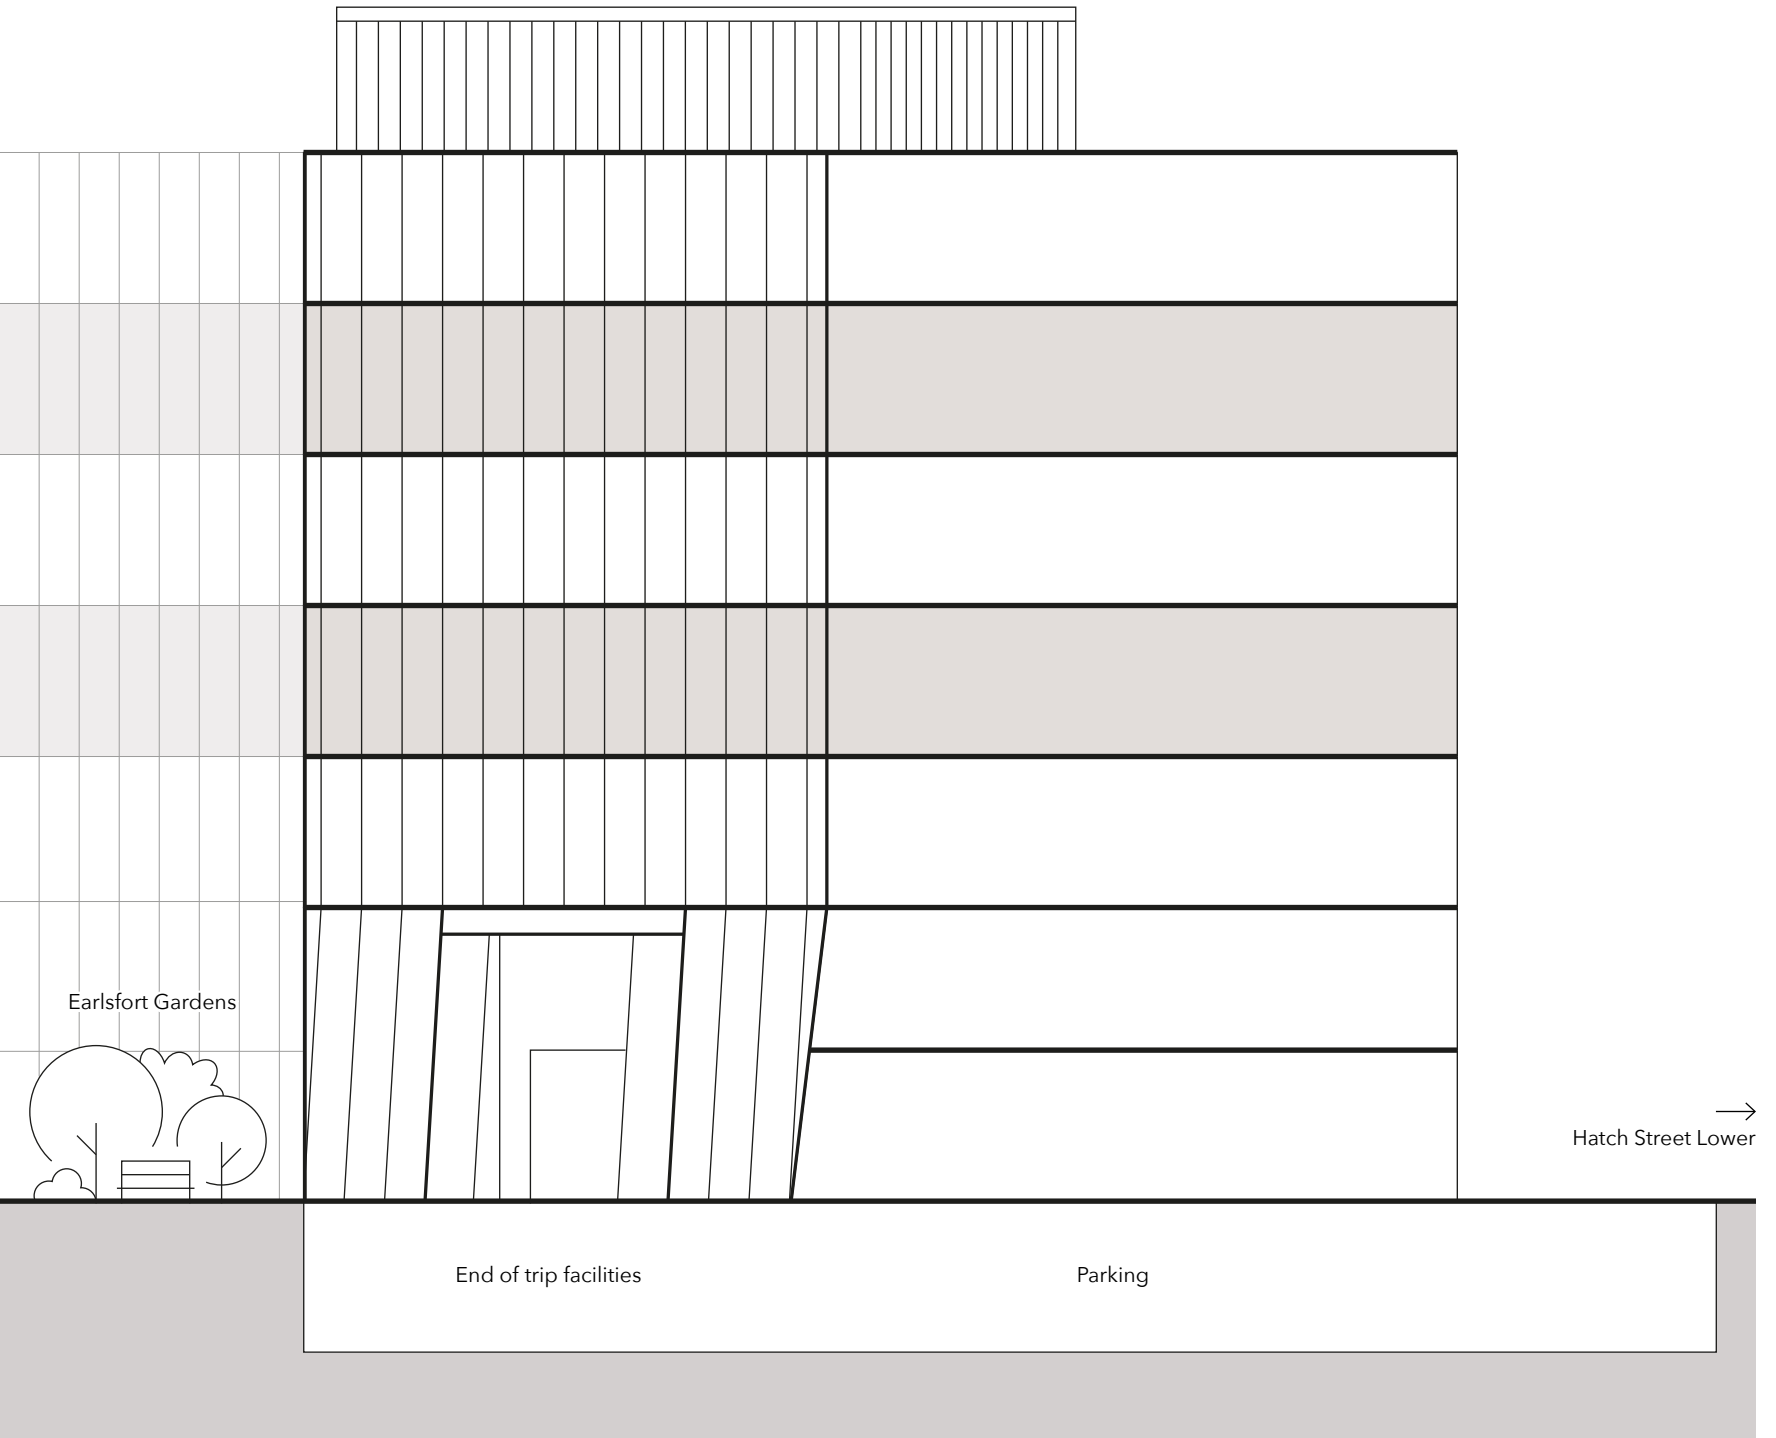 Earlsfort Gardens
Hatch Street Lower
End of trip facilities
Parking